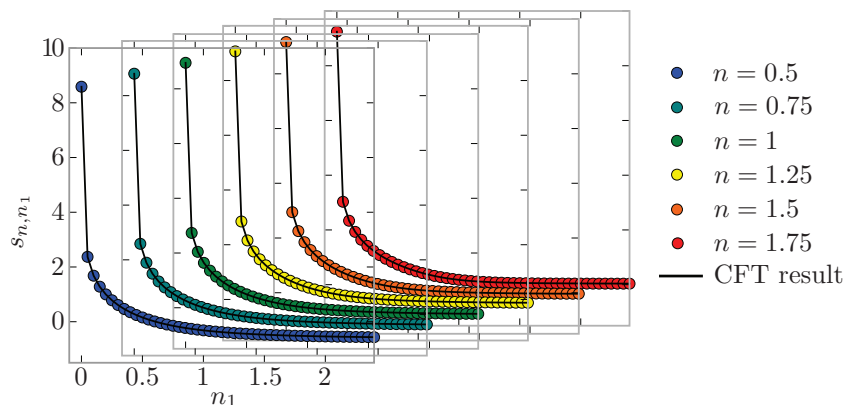 10
8
6
4
2
0
s_{n,n_1}
0 0.5 1 1.5 2
n_1
n = 0.5
n = 0.75
n = 1
n = 1.25
n = 1.5
n = 1.75
CFT result